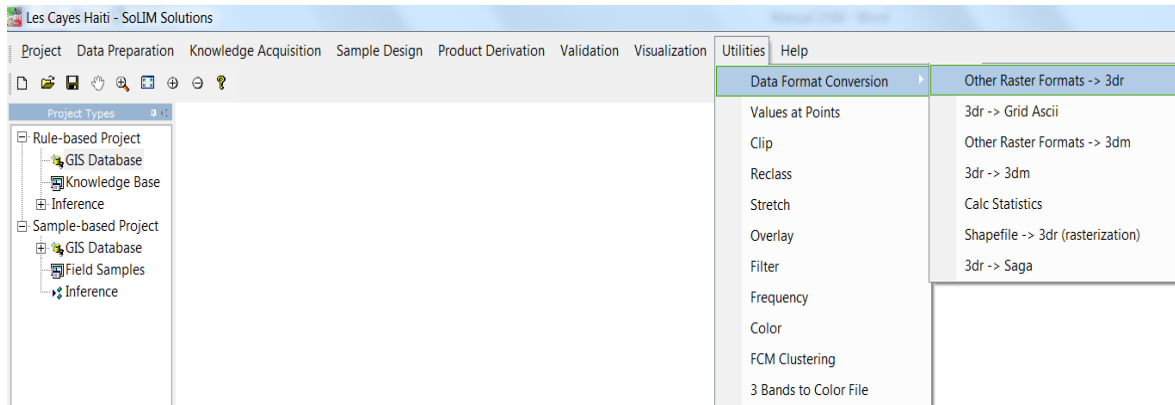 Les Cayes Haiti - SoLIM Solutions
Project Data Preparation Knowledge Acquisition Sample Design Product Derivation Validation Visualization Utilities Help
Project Types
Rule-based Project
GIS Database
Knowledge Base
Inference
Sample-based Project
GIS Database
Field Samples
Inference
Data Format Conversion
Values at Points
Clip
Reclass
Stretch
Overlay
Filter
Frequency
Color
FCM Clustering
3 Bands to Color File
Other Raster Formats -> 3dr
3dr -> Grid Ascii
Other Raster Formats -> 3dm
3dr -> 3dm
Calc Statistics
Shapefile -> 3dr (rasterization)
3dr -> Saga